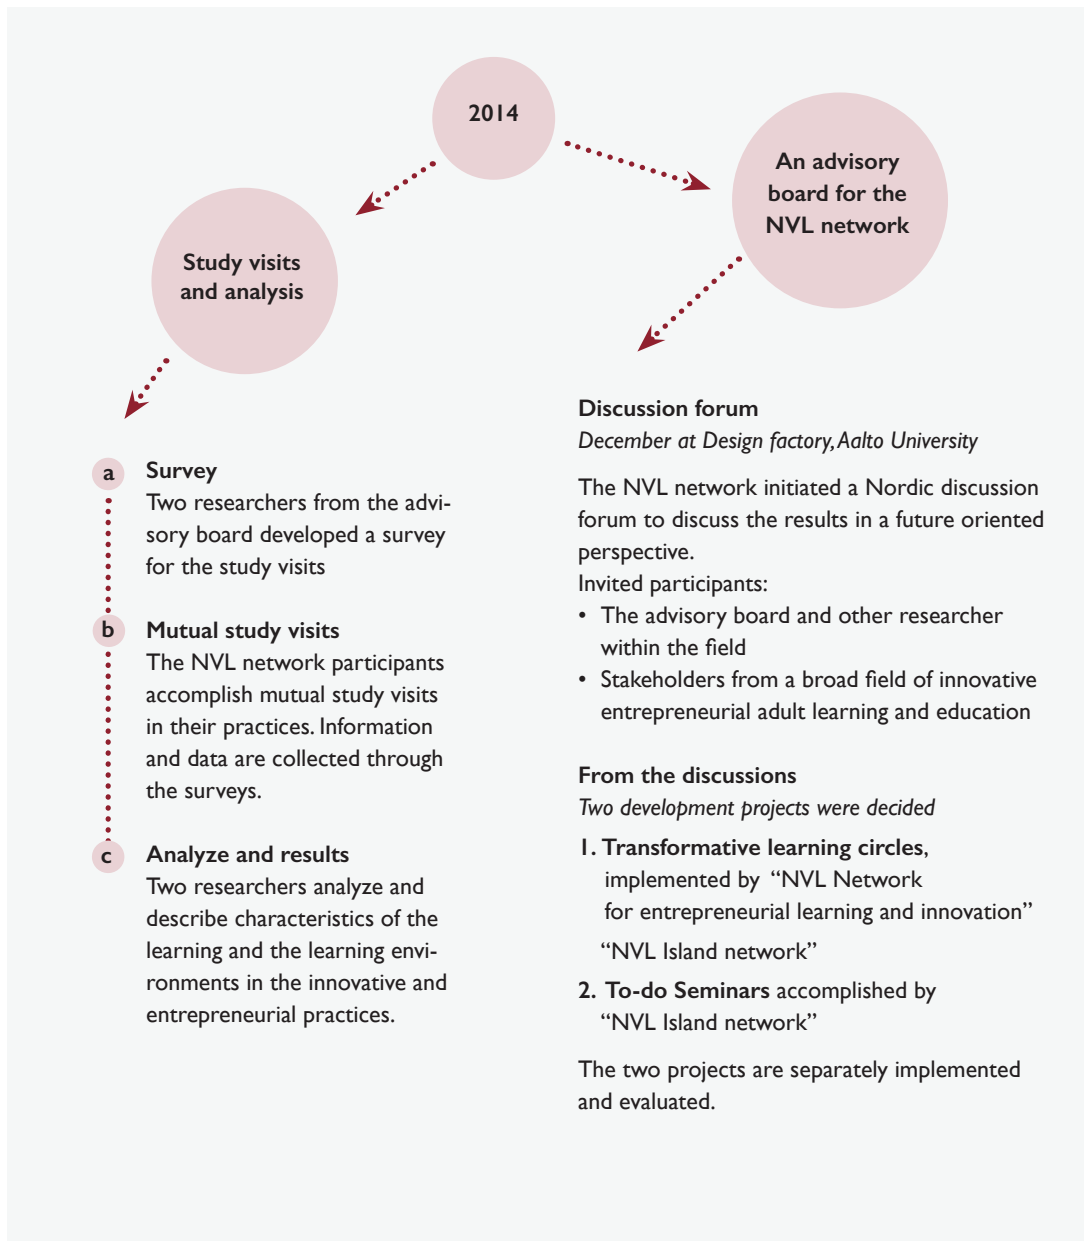 2014
An advisory
board for the
NVL network
Study visits
and analysis
a
Survey
Two researchers from the advi-
sory board developed a survey
for the study visits
b
Mutual study visits
The NVL network participants
accomplish mutual study visits
in their practices. Information
and data are collected through
the surveys.
c
Analyze and results
Two researchers analyze and
describe characteristics of the
learning and the learning envi-
ronments in the innovative and
entrepreneurial practices.
Discussion forum
December at Design factory, Aalto University
The NVL network initiated a Nordic discussion
forum to discuss the results in a future oriented
perspective.
Invited participants:
• The advisory board and other researcher
within the field
• Stakeholders from a broad field of innovative
entrepreneurial adult learning and education
From the discussions
Two development projects were decided
1. Transformative learning circles,
implemented by “NVL Network
for entrepreneurial learning and innovation”
“NVL Island network”
2. To-do Seminars accomplished by
“NVL Island network”
The two projects are separately implemented
and evaluated.